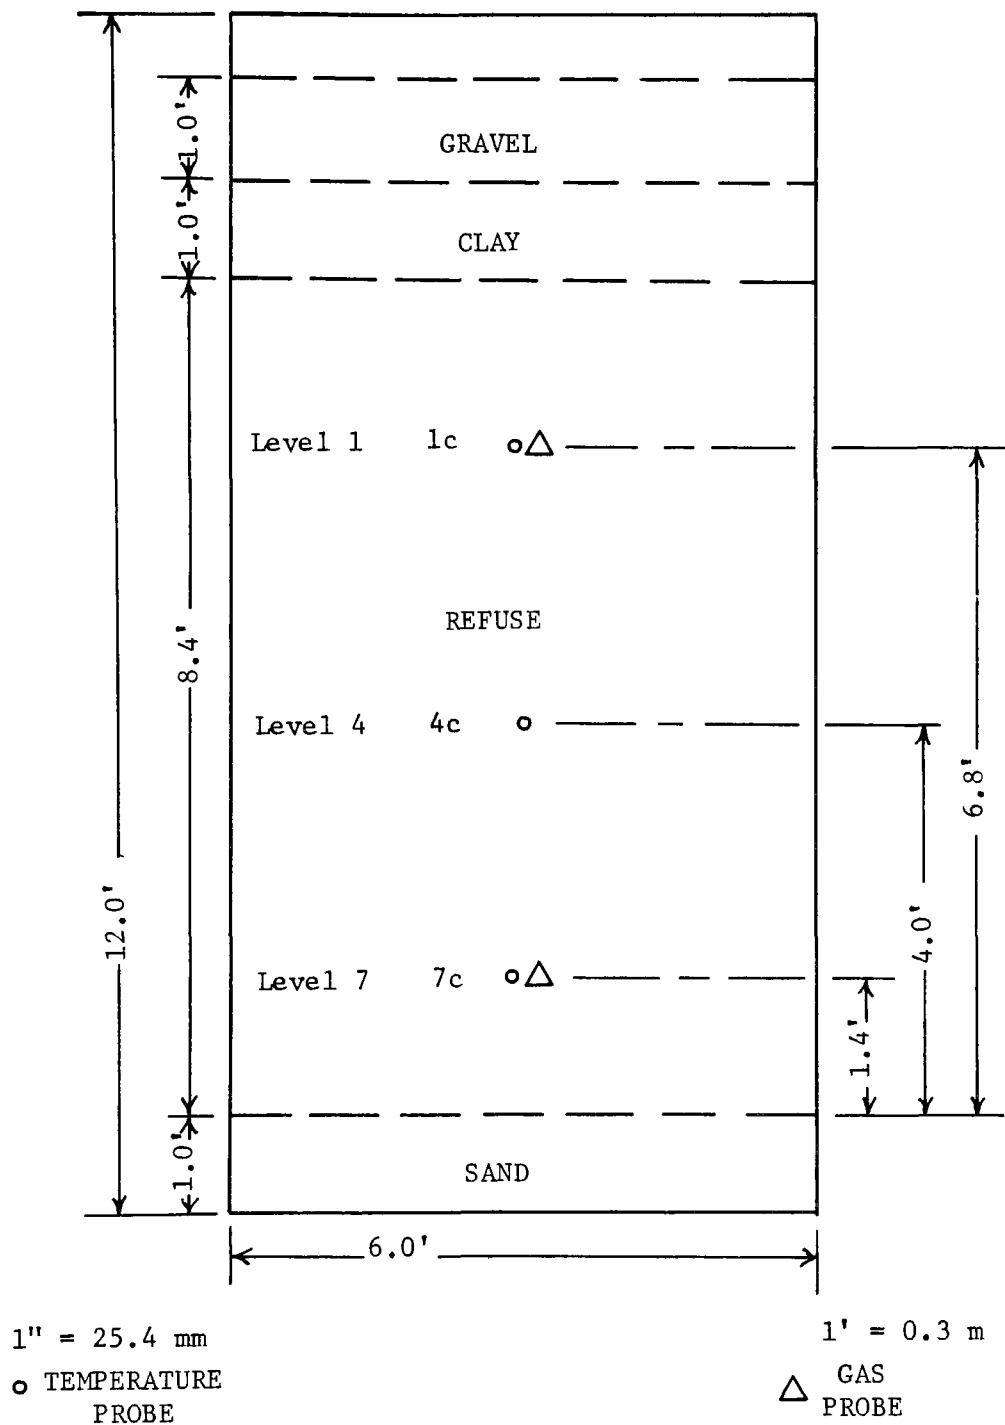 1.0'
GRAVEL
1.0'
CLAY
Level 1 1c
REFUSE
8.4'
Level 4 4c
6.8'
12.0'
4.0'
Level 7 7c
1.4'
1.0'
SAND
6.0'
1" = 25.4 mm
1' = 0.3 m
TEMPERATURE
PROBE
GAS
PROBE